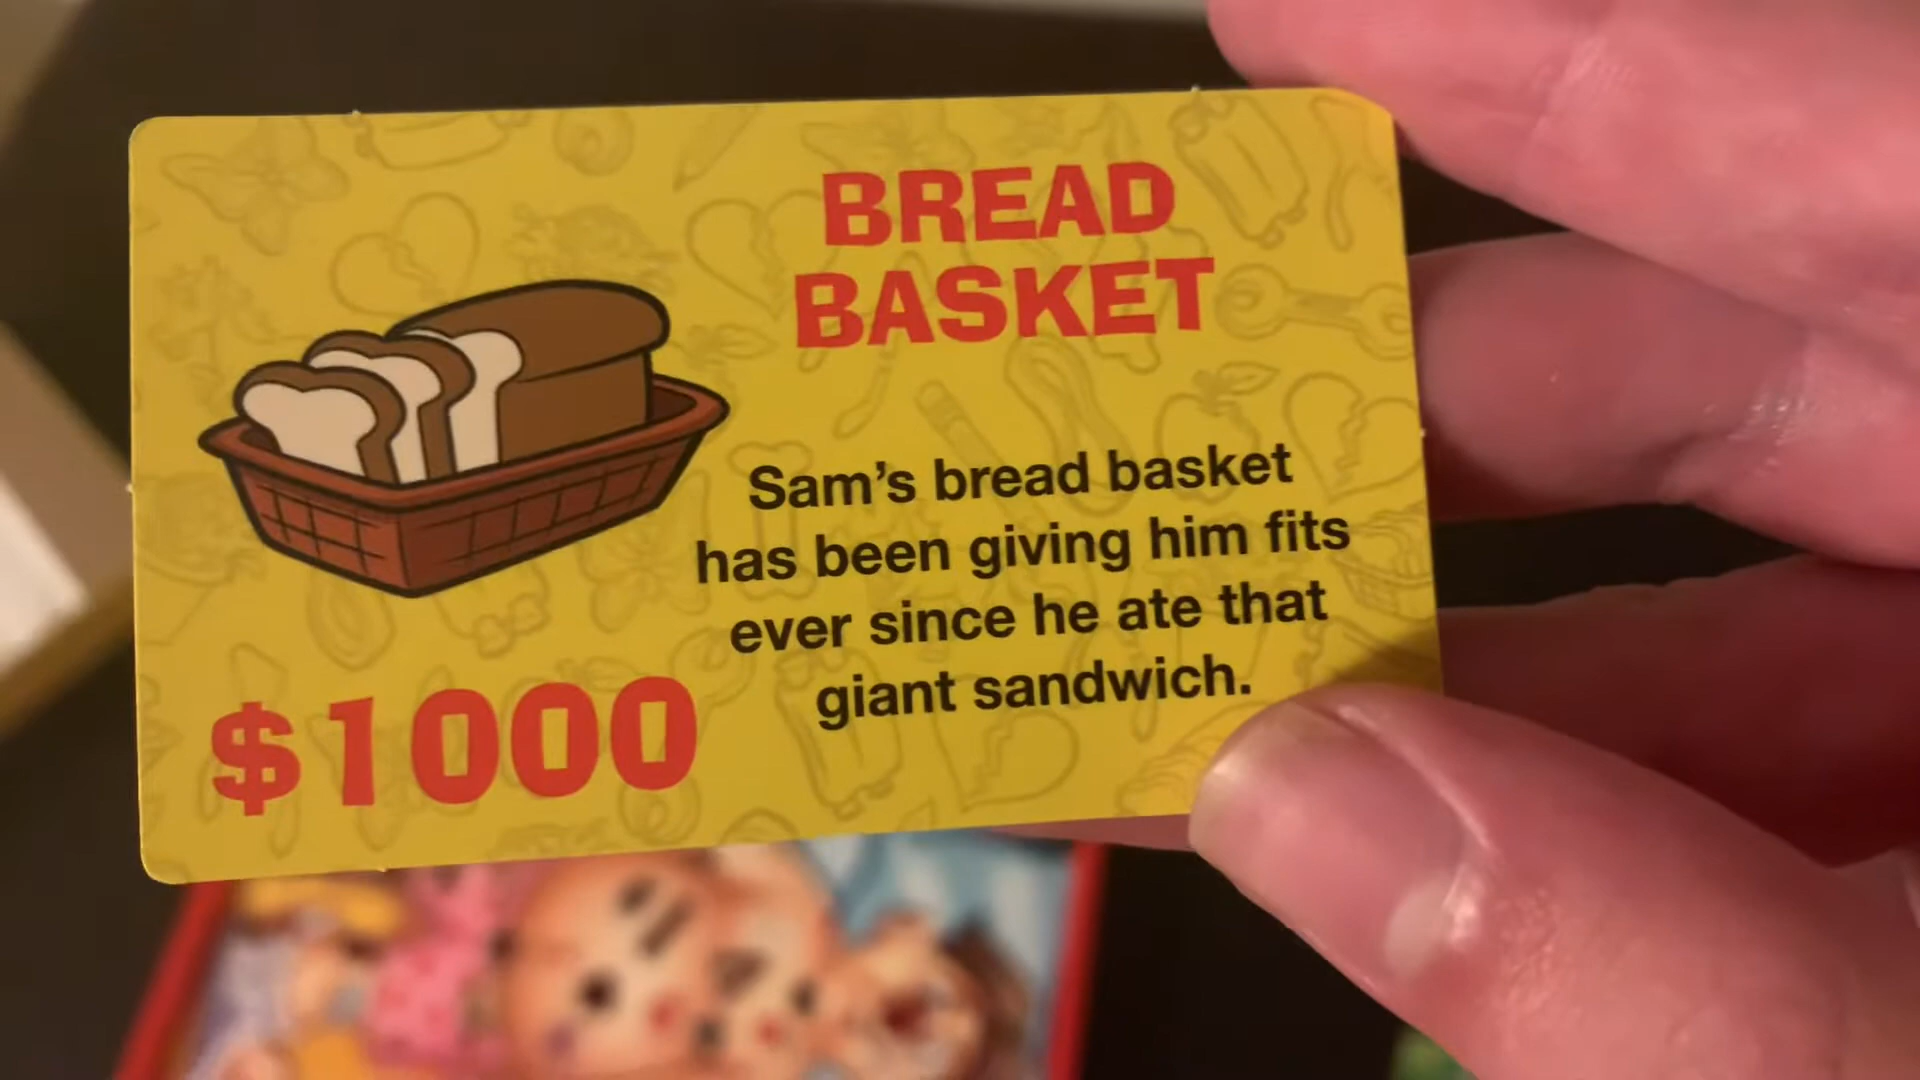 BREAD
BASKET
Sam’s bread basket
has been giving him fits
ever since he ate that
giant sandwich.
$1000